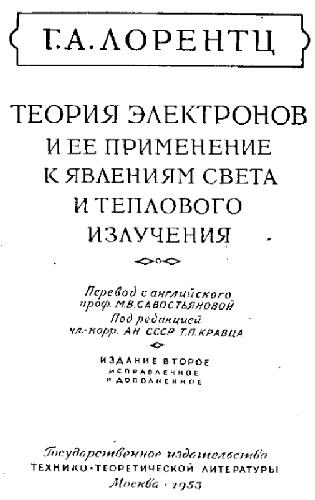 Г. А. ЛОРЕНТЦ
ТЕОРИЯ ЭЛЕКТРОНОВ
И ЕЕ ПРИМЕНЕНИЕ
К ЯВЛЕНИЯМ СВЕТА
И ТЕПЛОВОГО
ИЗЛУЧЕНИЯ
Перевод с английского
проф. М.В.САВОСТЬЯНОВОЙ
Под редакцией
чл.-корр. АН СССР Т.П.КРАВЦА
ИЗДАНИЕ ВТОРОЕ
ИСПРАВЛЕННОЕ
И ДОПОЛНЕННОЕ
Государственное издательство
ТЕХНИКО-ТЕОРЕТИЧЕСКОЙ ЛИТЕРАТУРЫ
Москва · 1953